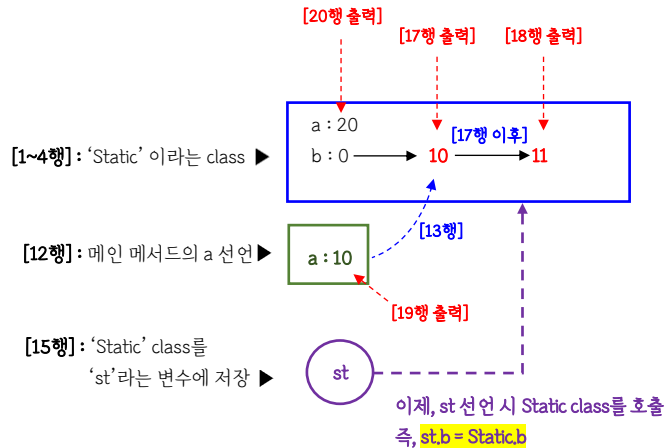 [20행 출력]
[17행 출력]
[18행 출력]
a : 20
[17행 이후]
[1~4행] : ‘Static’ 이라는 class ▶
b : 0
10
11
[13행]
[12행] : 메인 메서드의 a 선언 ▶
a : 10
[19행 출력]
[15행] : ‘Static’ class를
‘st’라는 변수에 저장 ▶
st
이제, st 선언 시 Static class를 호출
즉, st.b = Static.b